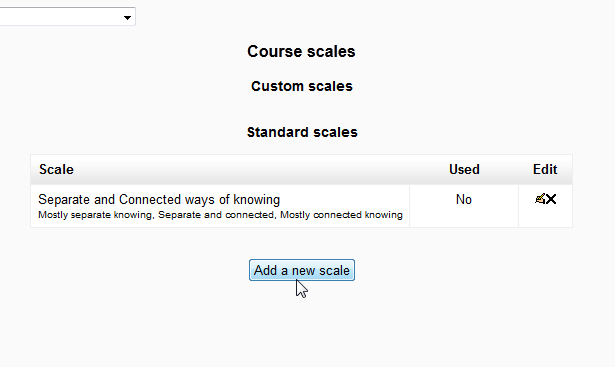 Course scales
Custom scales
Standard scales
Scale Used Edit
Separate and Connected ways of knowing No
Mostly separate knowing, Separate and connected, Mostly connected knowing
Add a new scale